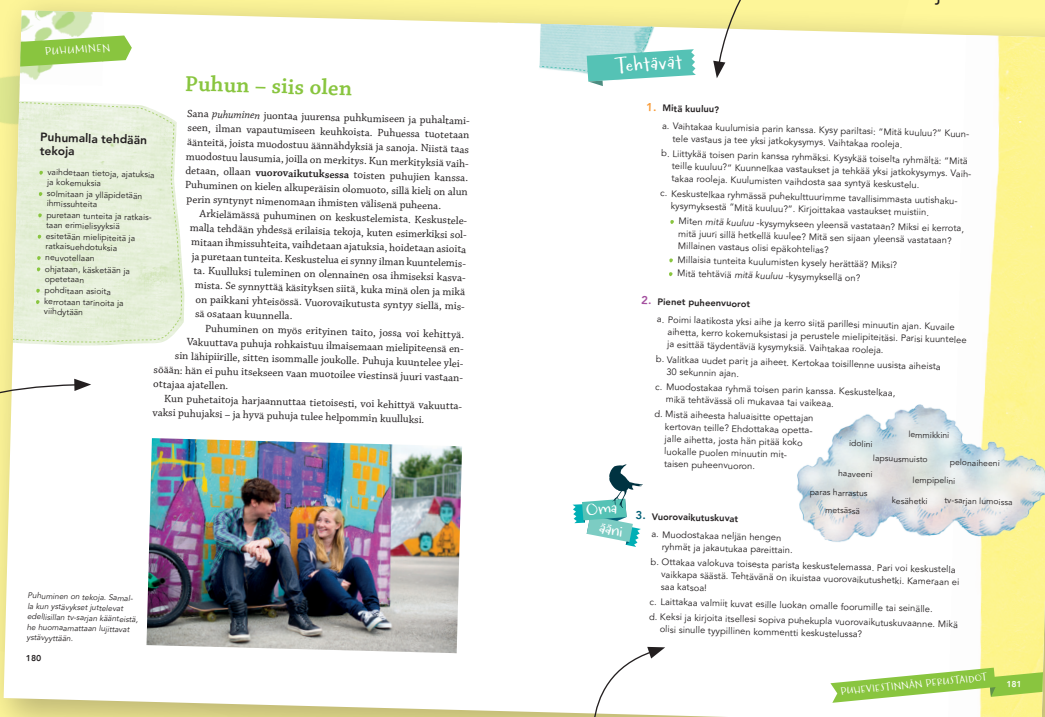 PUHUMINEN
Puhumalla tehdään
tekoja
vaihdetaan tietoja, ajatuksia
ja kokemuksia
solmitaan ja ylläpidetään
ihmissuhteita
puretaan tunteita ja ratkais-
taan erimielisyyksiä
esitetään mielipiteitä ja
ratkaisuehdotuksia
neuvotellaan
ohjataan, käsketään ja
opetetaan
pohditaan asioita
kerrotaan tarinoita ja
viihdytään
Puhun – siis olen
Sana puhuminen juontaa juurensa puhkumiseen ja puhaltami-
seen, ilman vapautumiseen keuhkoista. Puhuessa tuotetaan
äänteitä, joista muodostuu äännähdyksiä ja sanoja. Niistä taas
muodostuu lausumia, joilla on merkitys. Kun merkityksiä vaih-
detaan, ollaan vuorovaikutuksessa toisten puhujien kanssa.
Puhuminen on kielen alkuperäisin olomuoto, sillä kieli on alun
perin syntynyt nimenomaan ihmisten välisenä puheena.
Arkielämässä puhuminen on keskustelemista. Keskustele-
malla tehdään yhdessä erilaisia tekoja, kuten esimerkiksi sol-
mitaan ihmissuhteita, vaihdetaan ajatuksia, hoidetaan asioita
ja puretaan tunteita. Keskustelua ei synny ilman kuuntelemis-
ta. Kuulluksi tuleminen on olennainen osa ihmiseksi kasva-
mista. Se synnyttää käsityksen siitä, kuka minä olen ja mikä
on paikkani yhteisössä. Vuorovaikutusta syntyy siellä, mis-
sä osataan kuunnella.
Puhuminen on myös erityinen taito, jossa voi kehittyä.
Vakuuttava puhuja rohkaistuu ilmaisemaan mielipiteensä en-
sin lähipiirille, sitten isommalle joukolle. Puhuja kuuntelee ylei-
söään: hän ei puhu itsekseen vaan muotoilee viestinsä juuri vastaan-
ottajaa ajatellen.
Kun puhetaitoja harjaannuttaa tietoisesti, voi kehittyä vakuutta-
vaksi puhujaksi – ja hyvä puhuja tulee helpommin kuulluksi.
Puhuminen on tekoja. Samal-
la kun ystävykset juttelevat
edellisillan tv-sarjan käänteistä,
he huomaamattaan lujittavat
ystävyyttään.
180
Tehtävät
1. Mitä kuuluu?
a. Vaihtakaa kuulumisia parin kanssa. Kysy pariltasi: "Mitä kuuluu?" Kuun-
tele vastaus ja tee yksi jatkokysymys. Vaihtakaa rooleja.
b. Liittykää toisen parin kanssa ryhmäksi. Kysykää toiselta ryhmältä: "Mitä
teille kuuluu?" Kuunnelkaa vastaukset ja tehkää yksi jatkokysymys. Vaih-
takaa rooleja. Kuulumisten vaihdosta saa syntyä keskustelu.
c. Keskustelkaa ryhmässä puhekulttuurimme tavallisimmasta uutishaku-
kysymyksestä "Mitä kuuluu?". Kirjoittakaa vastaukset muistiin.
Miten mitä kuuluu -kysymykseen yleensä vastataan? Miksi ei kerrota,
mitä juuri sillä hetkellä kuulee? Mitä sen sijaan yleensä vastataan?
Millainen vastaus olisi epäkohtelias?
Millaisia tunteita kuulumisten kysely herättää? Miksi?
Mitä tehtäviä mitä kuuluu -kysymyksellä on?
2. Pienet puheenvuorot
a. Poimi laatikosta yksi aihe ja kerro siitä parillesi minuutin ajan. Kuvaile
aihetta, kerro kokemuksistasi ja perustele mielipiteitäsi. Parisi kuuntelee
ja esittää täydentäviä kysymyksiä. Vaihtakaa rooleja.
b. Valitkaa uudet parit ja aiheet. Kertokaa toisillenne uusista aiheista
30 sekunnin ajan.
c. Muodostakaa ryhmä toisen parin kanssa. Keskustelkaa,
mikä tehtävässä oli mukavaa tai vaikeaa.
d. Mistä aiheesta haluaisitte opettajan
kertovan teille? Ehdottakaa opetta-
jalle aihetta, josta hän pitää koko
luokalle puolen minuutin mit-
taisen puheenvuoron.
idolini
lemmikkini
lapsuusmuisto
pelonaiheeni
haaveeni
lempipelini
paras harrastus
kesähetki
tv-sarjan lumoissa
metsässä
Oma
ääni
3. Vuorovaikutuskuvat
a. Muodostakaa neljän hengen
ryhmät ja jakautukaa pareittain.
b. Ottakaa valokuva toisesta parista keskustelemassa. Pari voi keskustella
vaikkapa säästä. Tehtävänä on ikuistaa vuorovaikutushetki. Kameraan ei
saa katsoa!
c. Laittakaa valmiit kuvat esille luokan omalle foorumille tai seinälle.
d. Keksi ja kirjoita itsellesi sopiva puhekupla vuorovaikutuskuvaanne. Mikä
olisi sinulle tyypillinen kommentti keskustelussa?
PUHEVIESTINNÄN PERUSTAIDOT
181